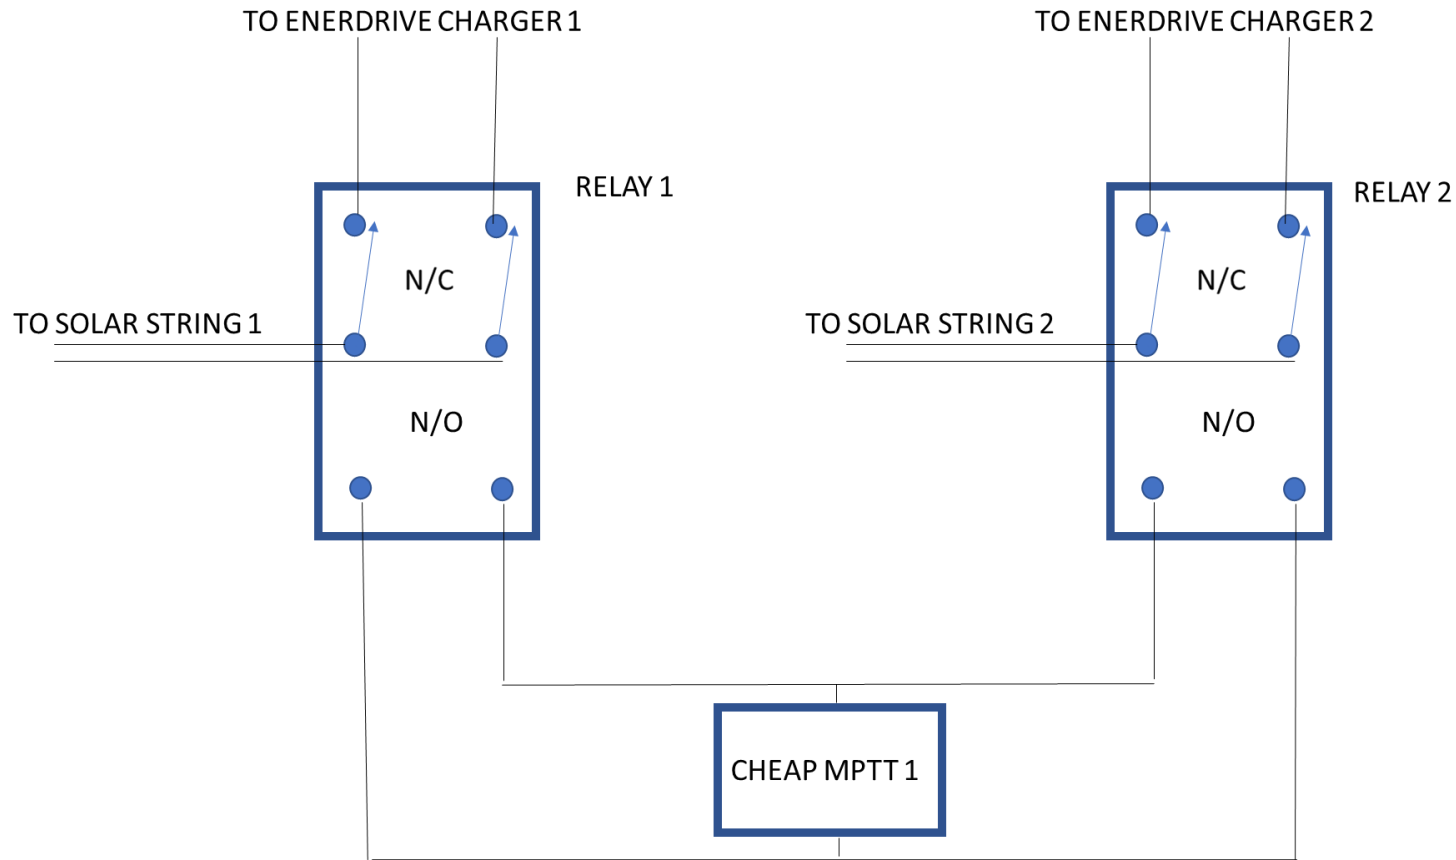 TO ENERDRIVE CHARGER 1
TO ENERDRIVE CHARGER 2
RELAY 1
RELAY 2
N/C
N/C
TO SOLAR STRING 1
TO SOLAR STRING 2
N/O
N/O
CHEAP MPTT 1